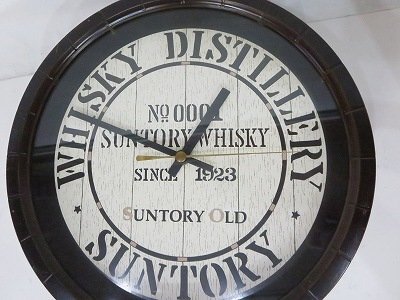 WHISKY DISTILLERY
No 0001
SUNTORY WHISKY
SINCE 1923
SUNTORY OLD
SUNTORY